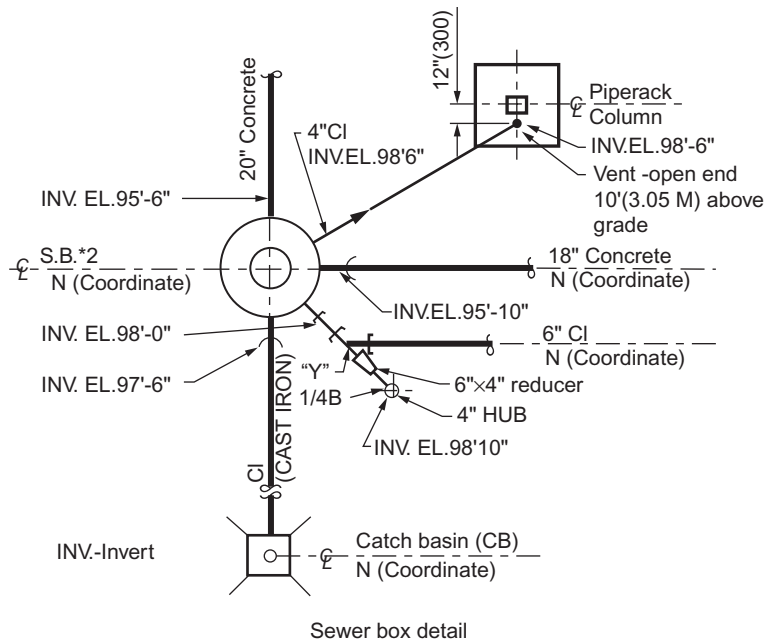 12"(300)
20" Concrete
℄ Piperack
Column
4"CI
INV.EL.98'6"
INV.EL.98'-6"
Vent -open end
10'(3.05 M) above
grade
INV. EL.95'-6"
℄ S.B.*2
N (Coordinate)
18" Concrete
N (Coordinate)
INV.EL.95'-10"
INV. EL.98'-0"
6" CI
N (Coordinate)
INV. EL.97'-6"
"Y"
1/4B
6"×4" reducer
4" HUB
INV. EL.98'10"
CI
(CAST IRON)
INV.-Invert
℄ Catch basin (CB)
N (Coordinate)
Sewer box detail